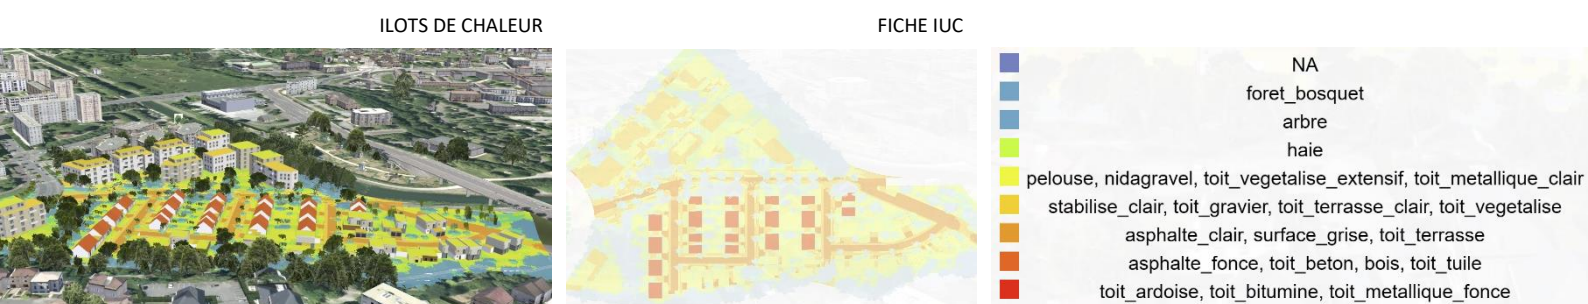 ILOTS DE CHALEUR
FICHE IUC
NA
foret_bosquet
arbre
haie
pelouse, nidagravel, toit_vegetalise_extensif, toit_metallique_clair
stabilise_clair, toit_gravier, toit_terrasse_clair, toit_vegetalise
asphalte_clair, surface_grise, toit_terrasse
asphalte_fonce, toit_beton, bois, toit_tuile
toit_ardoise, toit_bitumine, toit_metallique_fonce